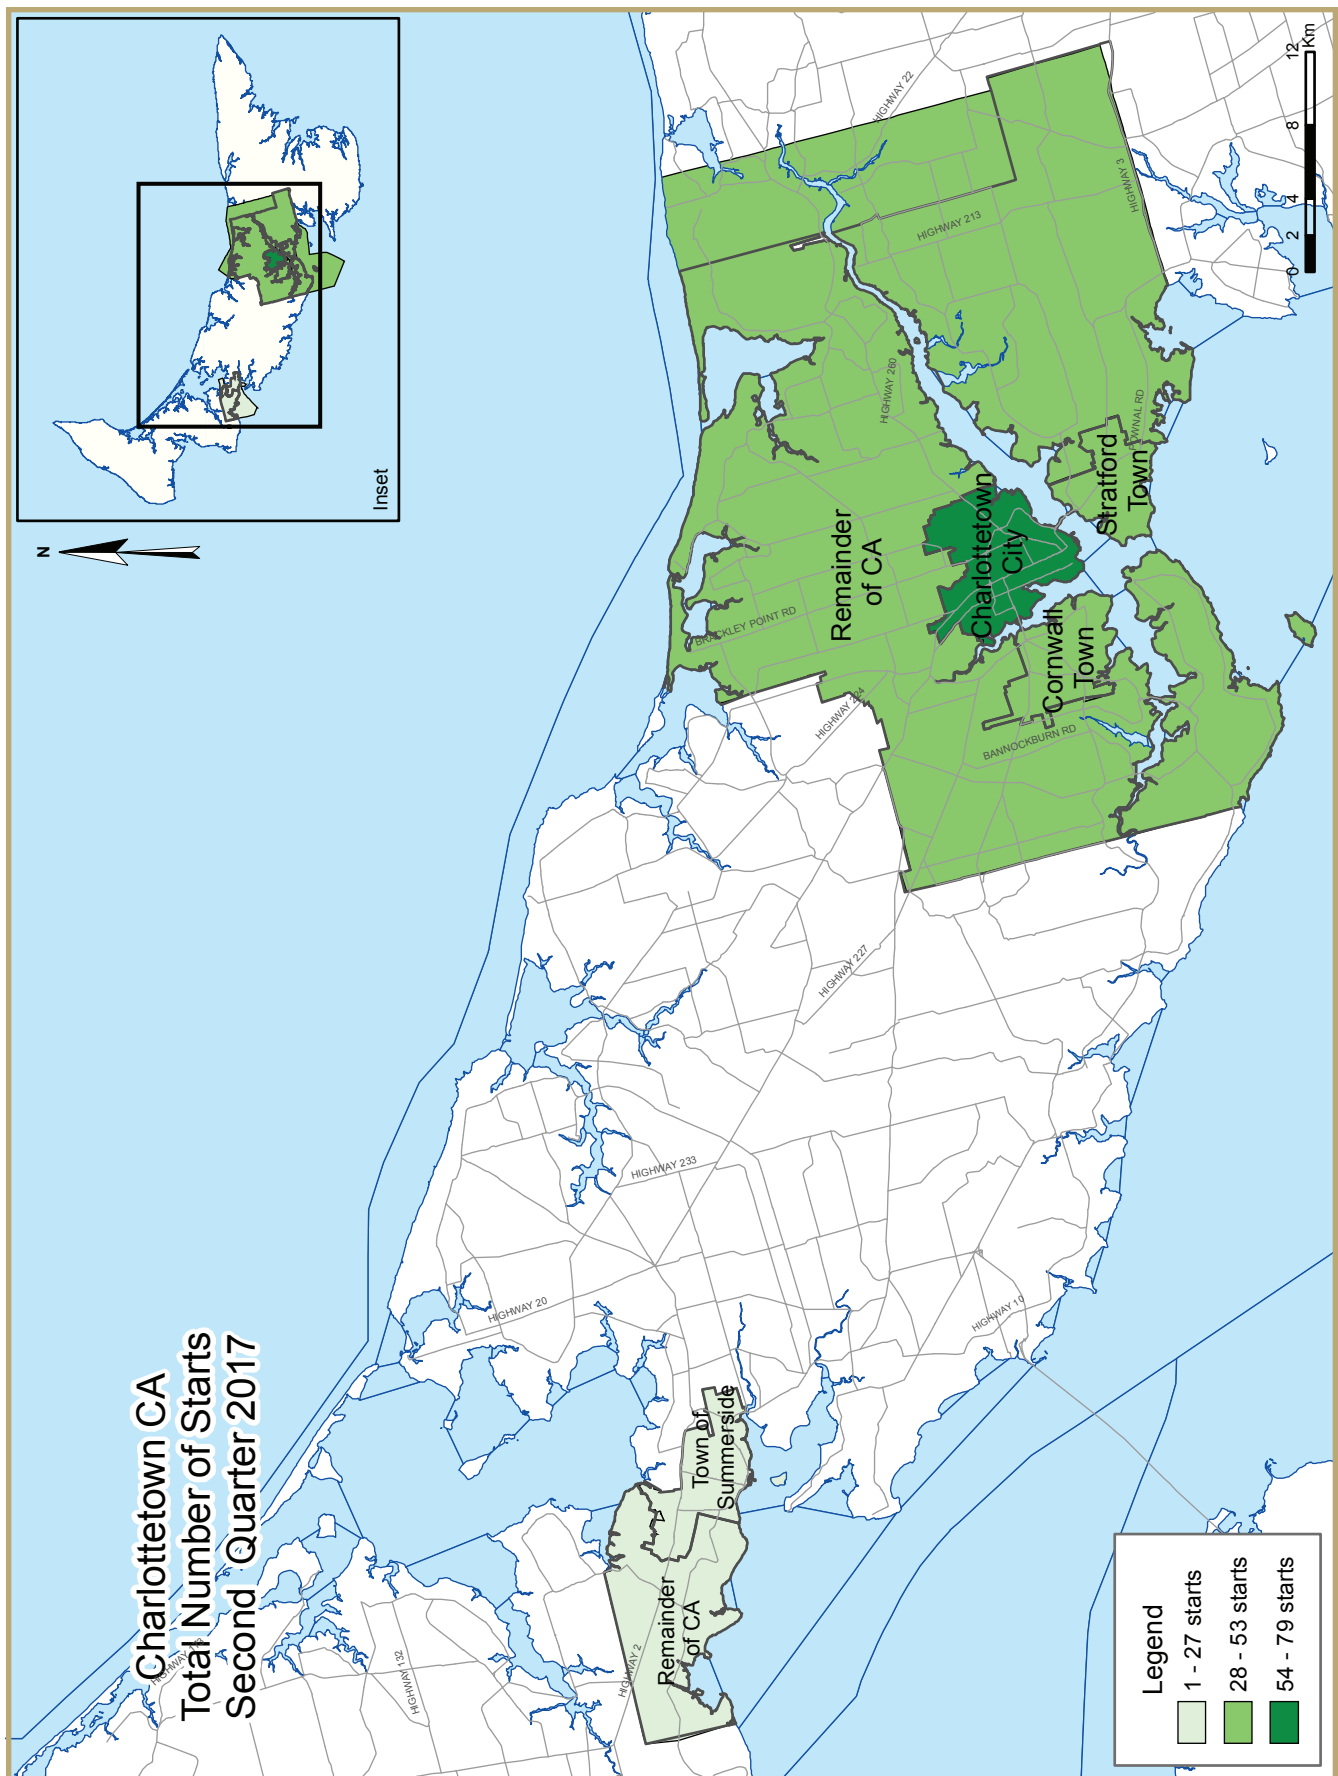 Charlottetown CA
Total Number of Starts
Second Quarter 2017
N
Inset
HIGHWAY 132
HIGHWAY 2
HIGHWAY 20
HIGHWAY 233
HIGHWAY 10
HIGHWAY 227
HIGHWAY 224
BRACKLEY POINT RD
BANNOCKBURN RD
HIGHWAY 260
HIGHWAY 213
HIGHWAY 22
HIGHWAY 3
Remainder
of CA
Town of
Summerside
Remainder
of CA
Charlottetown
City
Cornwall
Town
Stratford
Town
Legend
1 - 27 starts
28 - 53 starts
54 - 79 starts
0 2 4 8 12
Km